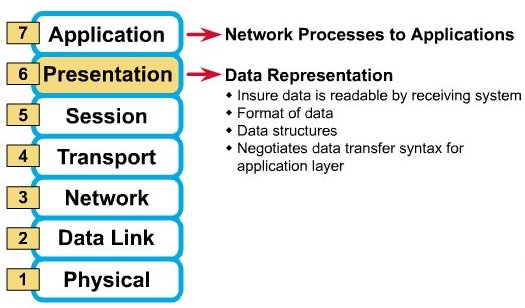 7 Application Network Processes to Applications
6 Presentation Data Representation
• Insure data is readable by receiving system
• Format of data
• Data structures
• Negotiates data transfer syntax for
application layer
5 Session
4 Transport
3 Network
2 Data Link
1 Physical